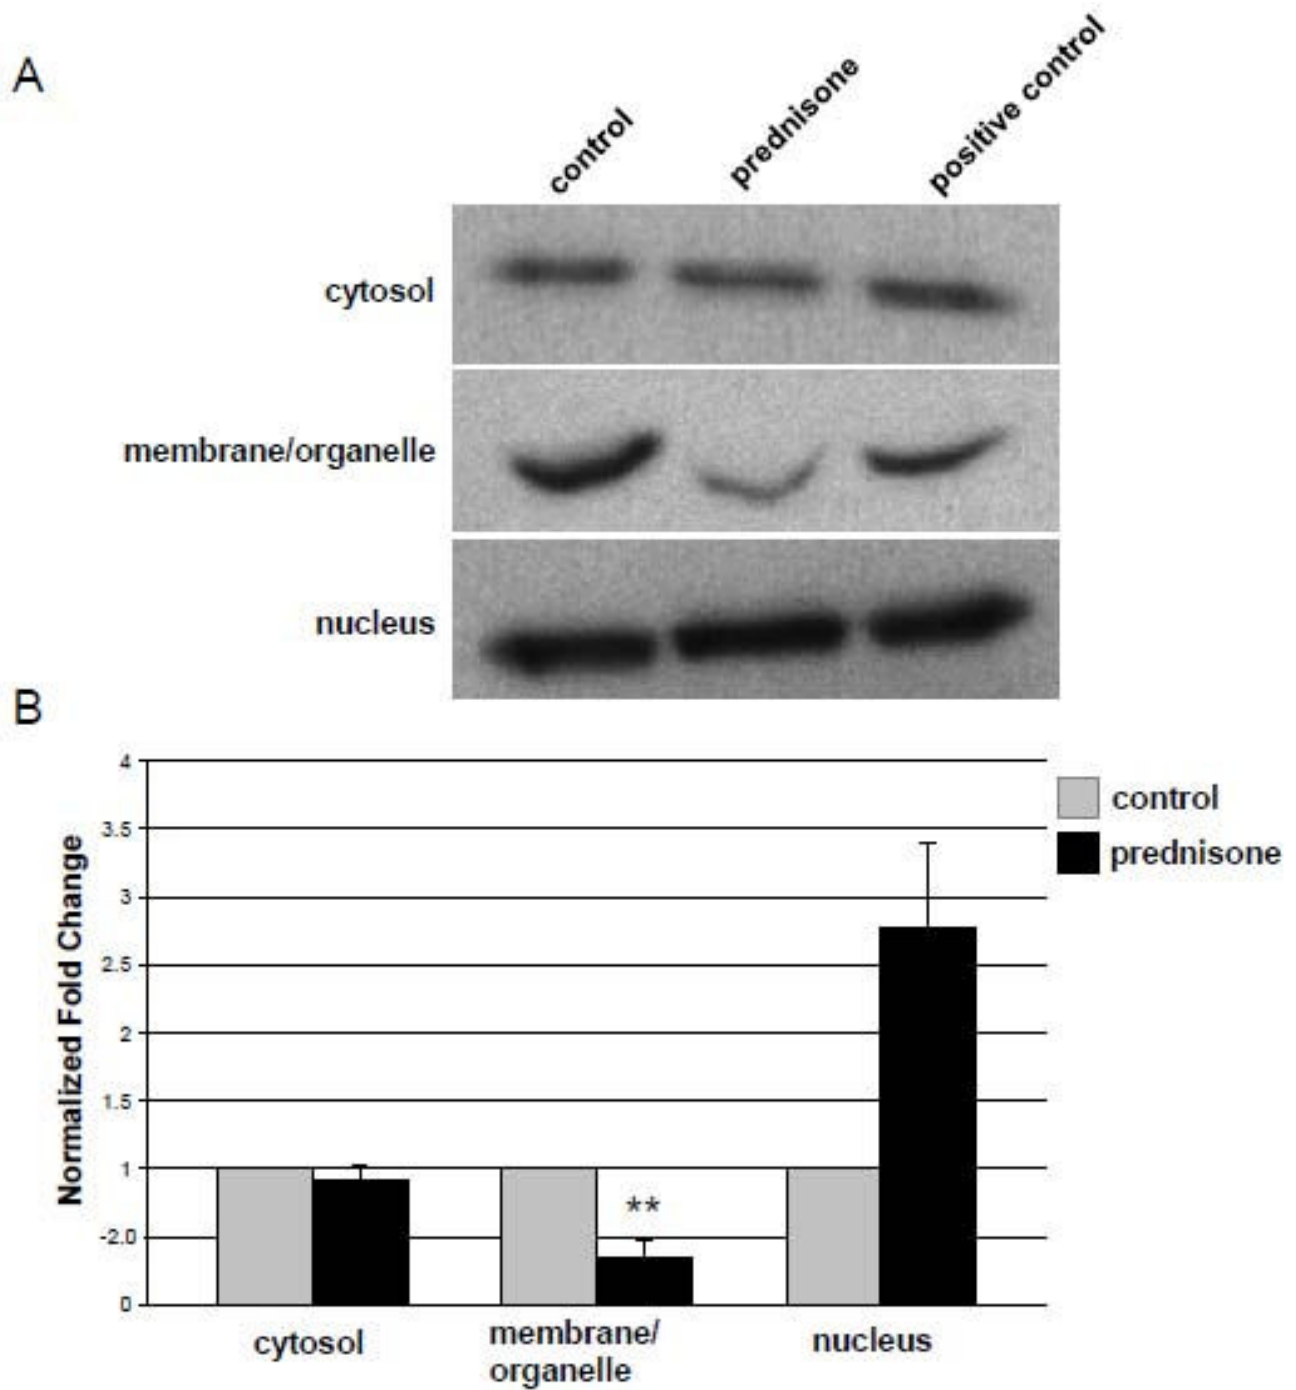 A
control
prednisone
positive control
cytosol
membrane/organelle
nucleus
B
Normalized Fold Change
4
3.5
3
2.5
2
1.5
1
-2.0
0
**
control
prednisone
cytosol
membrane/
organelle
nucleus